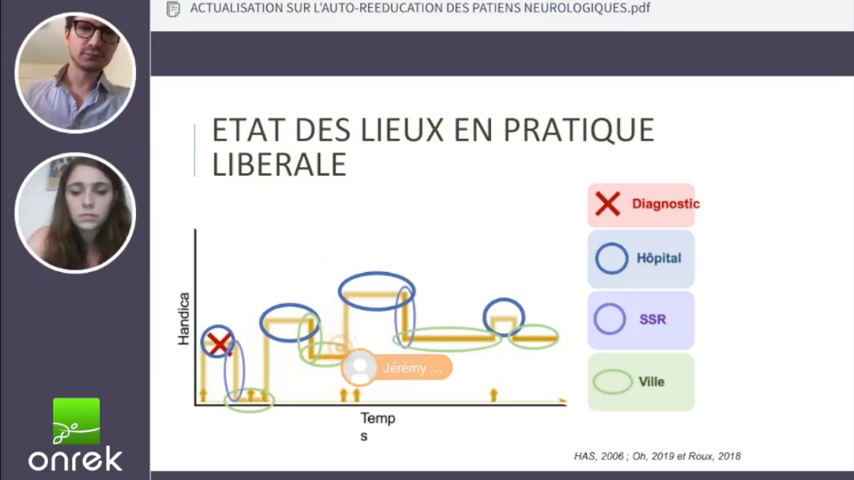 ACTUALISATION SUR L'AUTO-REEDUCATION DES PATIENS NEUROLOGIQUES.pdf
ETAT DES LIEUX EN PRATIQUE
LIBERALE
Diagnostic
Hôpital
SSR
Ville
Handica
Jérémy ...
Temp
s
HAS, 2006 ; Oh, 2019 et Roux, 2018
onrek